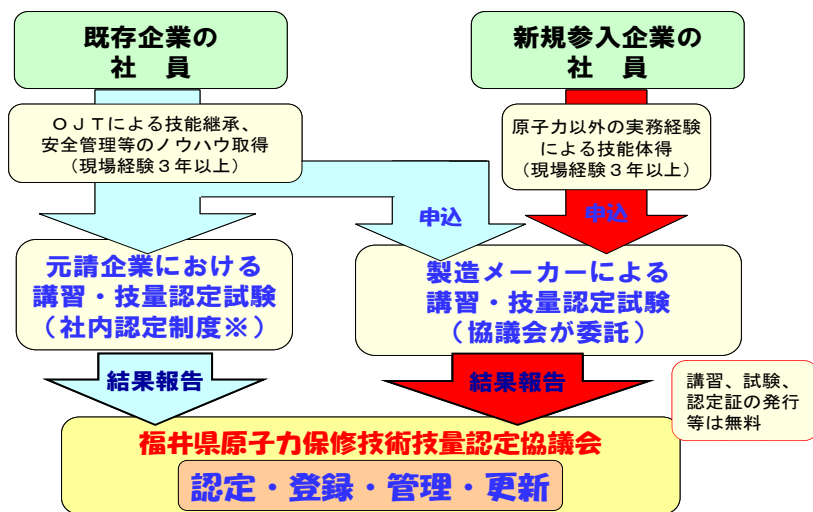 既存企業の
社　員
新規参入企業の
社　員
ＯＪＴによる技能継承、
安全管理等のノウハウ取得
（現場経験３年以上）
原子力以外の実務経験
による技能体得
（現場経験３年以上）
申込
申込
元請企業における
講習・技量認定試験
（社内認定制度※）
製造メーカーによる
講習・技量認定試験
（協議会が委託）
結果報告
結果報告
講習、試験、
認定証の発行
等は無料
福井県原子力保修技術技量認定協議会
認定・登録・管理・更新